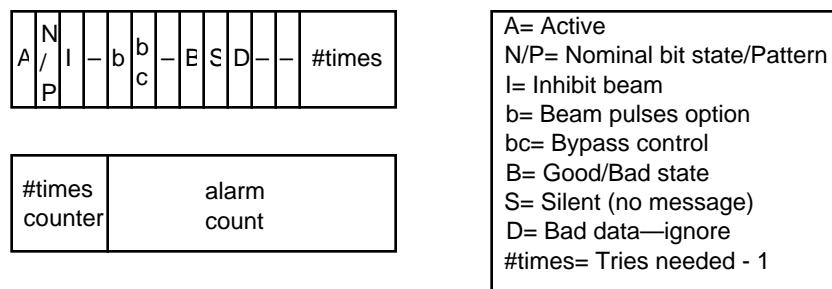 A N/P I – b bc – B S D – – #times
#times counter
alarm count
A= Active
N/P= Nominal bit state/Pattern
I= Inhibit beam
b= Beam pulses option
bc= Bypass control
B= Good/Bad state
S= Silent (no message)
D= Bad data—ignore
#times= Tries needed - 1